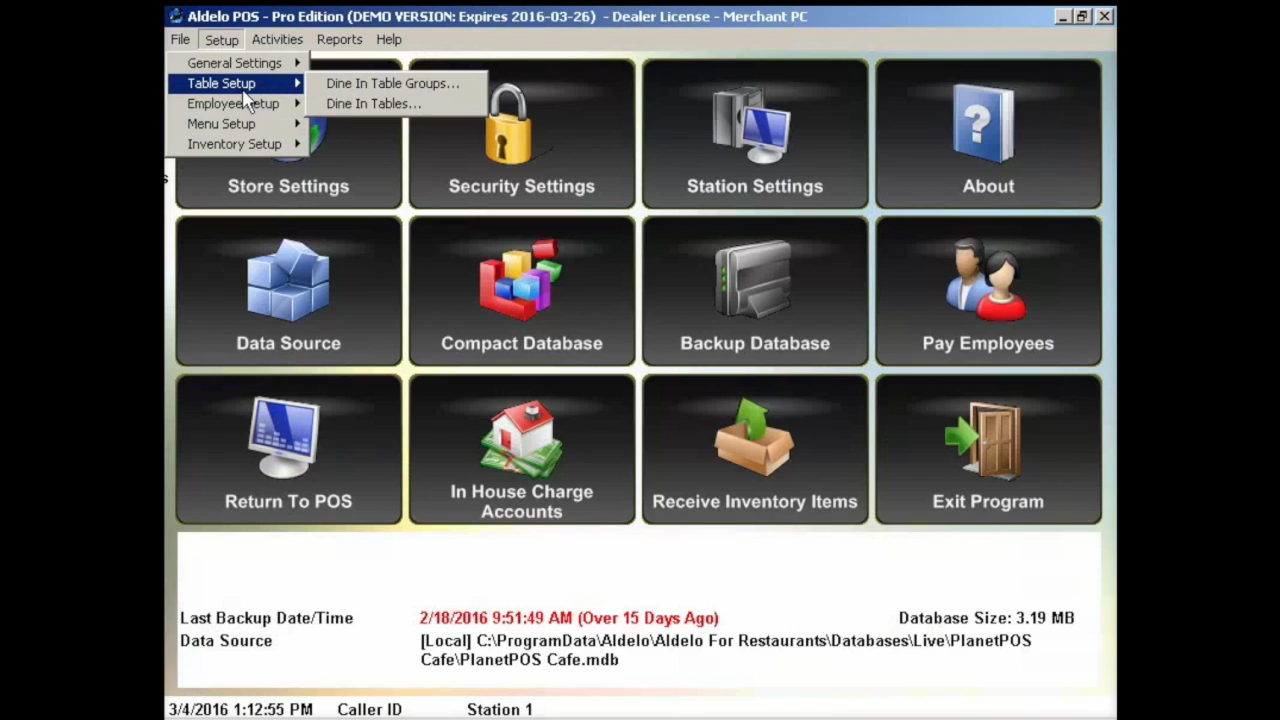 Aldelo POS - Pro Edition (DEMO VERSION: Expires 2016-03-26) - Dealer License - Merchant PC
File Setup Activities Reports Help
General Settings
Table Setup
Dine In Table Groups...
Employee Setup
Dine In Tables...
Menu Setup
Inventory Setup
s
Store Settings
Security Settings
Station Settings
About
Data Source
Compact Database
Backup Database
Pay Employees
Return To POS
In House Charge
Accounts
Receive Inventory Items
Exit Program
Last Backup Date/Time 2/18/2016 9:51:49 AM (Over 15 Days Ago) Database Size: 3.19 MB
Data Source [Local] C:\ProgramData\Aldelo\Aldelo For Restaurants\Databases\Live\PlanetPOS
Cafe\PlanetPOS Cafe.mdb
3/4/2016 1:12:55 PM Caller ID Station 1